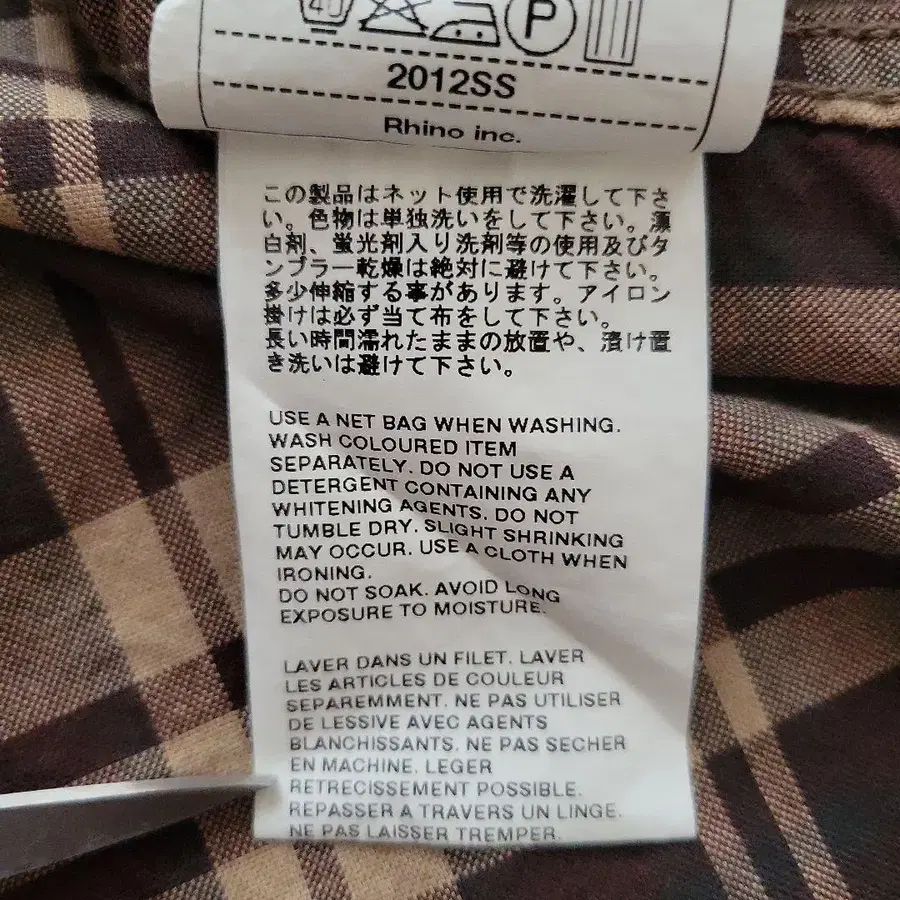 40
P
2012SS
Rhino inc.
この製品はネット使用で洗濯して下さ
い。色物は単独洗いをして下さい。漂
白剤、蛍光剤入り洗剤等の使用及びタ
ンブラー乾燥は絶対に避けて下さい。
多少伸縮する事があります。アイロン
掛けは必ず当て布をして下さい。
長い時間濡れたままの放置や、漬け置
き洗いは避けて下さい。
USE A NET BAG WHEN WASHING.
WASH COLOURED ITEM
SEPARATELY. DO NOT USE A
DETERGENT CONTAINING ANY
WHITENING AGENTS. DO NOT
TUMBLE DRY. SLIGHT SHRINKING
MAY OCCUR. USE A CLOTH WHEN
IRONING.
DO NOT SOAK. AVOID LONG
EXPOSURE TO MOISTURE.
LAVER DANS UN FILET. LAVER
LES ARTICLES DE COULEUR
SEPAREMMENT. NE PAS UTILISER
DE LESSIVE AVEC AGENTS
BLANCHISSANTS. NE PAS SECHER
EN MACHINE. LEGER
RETRECISSEMENT POSSIBLE.
REPASSER A TRAVERS UN LINGE.
NE PAS LAISSER TREMPER.